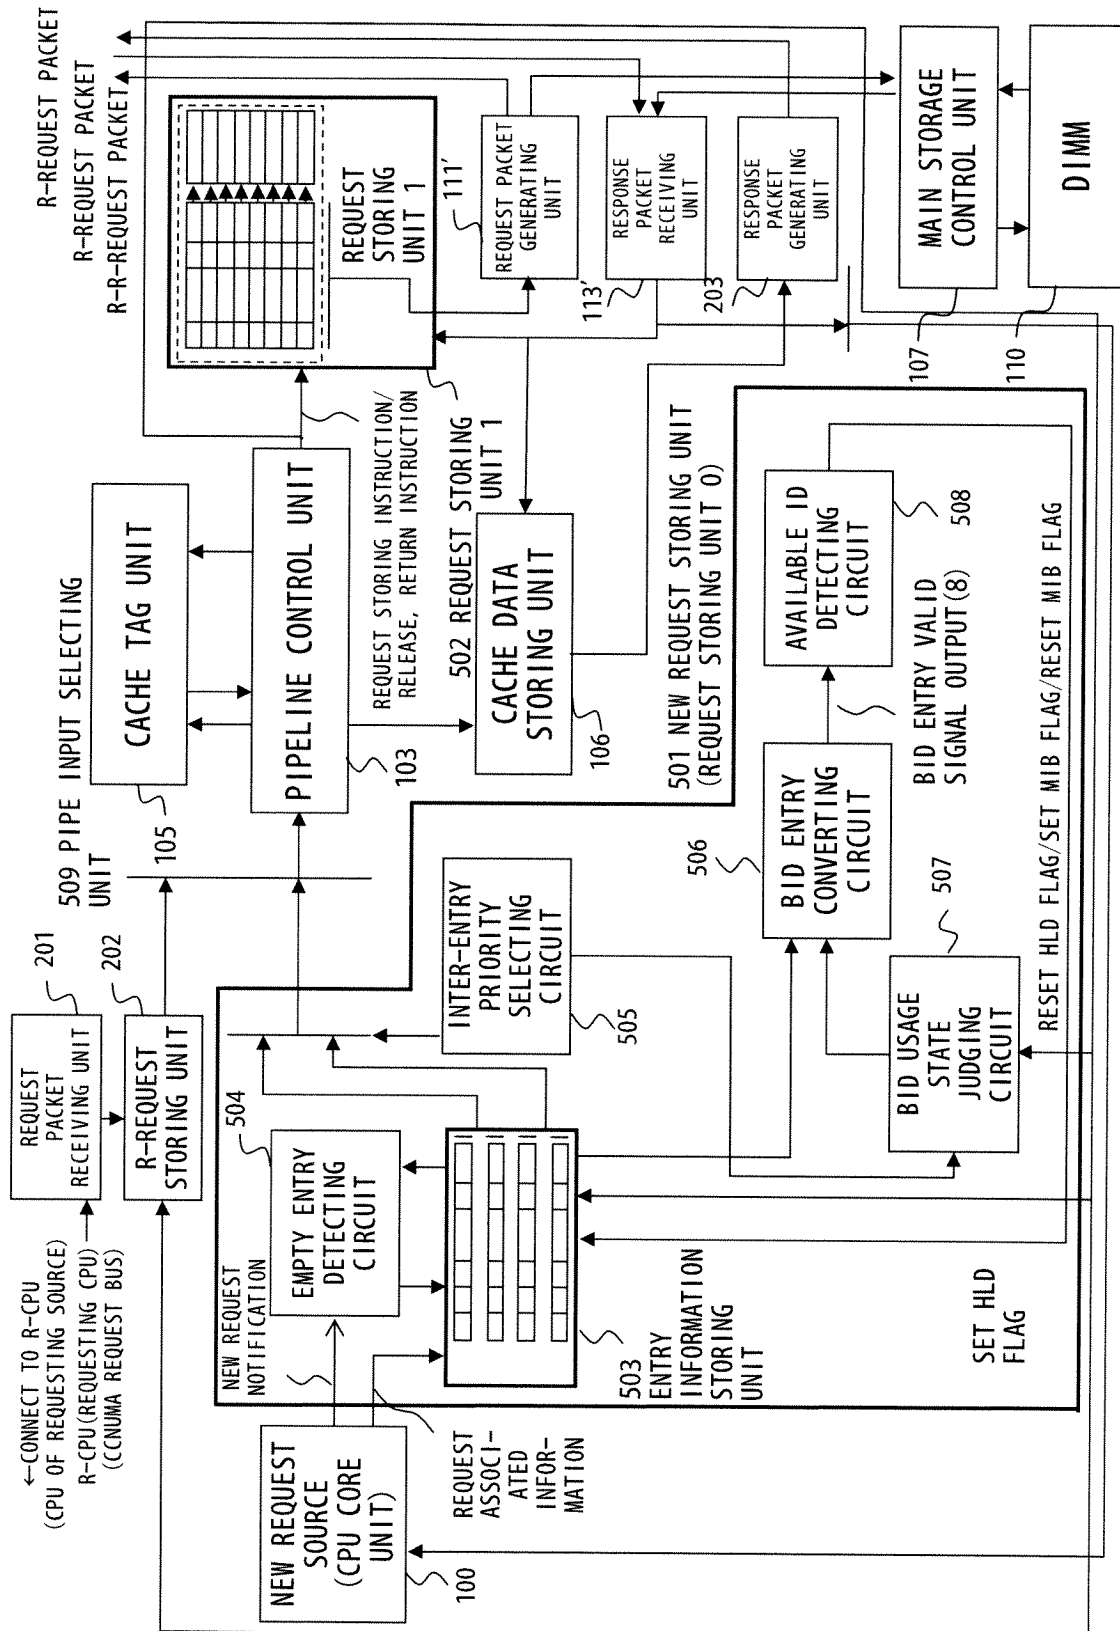 ←CONNECT TO R-CPU
(CPU OF REQUESTING SOURCE)
R-CPU(REQUESTING CPU)
(CCNUMA REQUEST BUS)
REQUEST
PACKET
RECEIVING UNIT
201
R-REQUEST
STORING UNIT
202
509 PIPE INPUT SELECTING
UNIT
CACHE TAG UNIT
105
PIPELINE CONTROL UNIT
103
REQUEST STORING INSTRUCTION/
RELEASE, RETURN INSTRUCTION
R-REQUEST PACKET
R-REQUEST PACKET
R-R-REQUEST PACKET
REQUEST
STORING
UNIT 1
502 REQUEST STORING
UNIT 1
CACHE DATA
STORING UNIT
106
REQUEST PACKET
GENERATING
UNIT
111'
RESPONSE
PACKET
RECEIVING
UNIT
113'
RESPONSE
PACKET
GENERATING
UNIT
203
MAIN STORAGE
CONTROL UNIT
107
DIMM
110
NEW REQUEST
SOURCE
(CPU CORE
UNIT)
100
NEW REQUEST
NOTIFICATION
REQUEST
ASSOCI-
ATED
INFOR-
MATION
504
EMPTY ENTRY
DETECTING
CIRCUIT
503
ENTRY
INFORMATION
STORING
UNIT
INTER-ENTRY
PRIORITY
SELECTING
CIRCUIT
505
501 NEW REQUEST STORING UNIT
(REQUEST STORING UNIT 0)
506
BID ENTRY
CONVERTING
CIRCUIT
AVAILABLE ID
DETECTING
CIRCUIT
508
BID ENTRY VALID
SIGNAL OUTPUT(8)
BID USAGE
STATE
JUDGING
CIRCUIT
507
RESET HLD FLAG/SET MIB FLAG/RESET MIB FLAG
SET HLD
FLAG